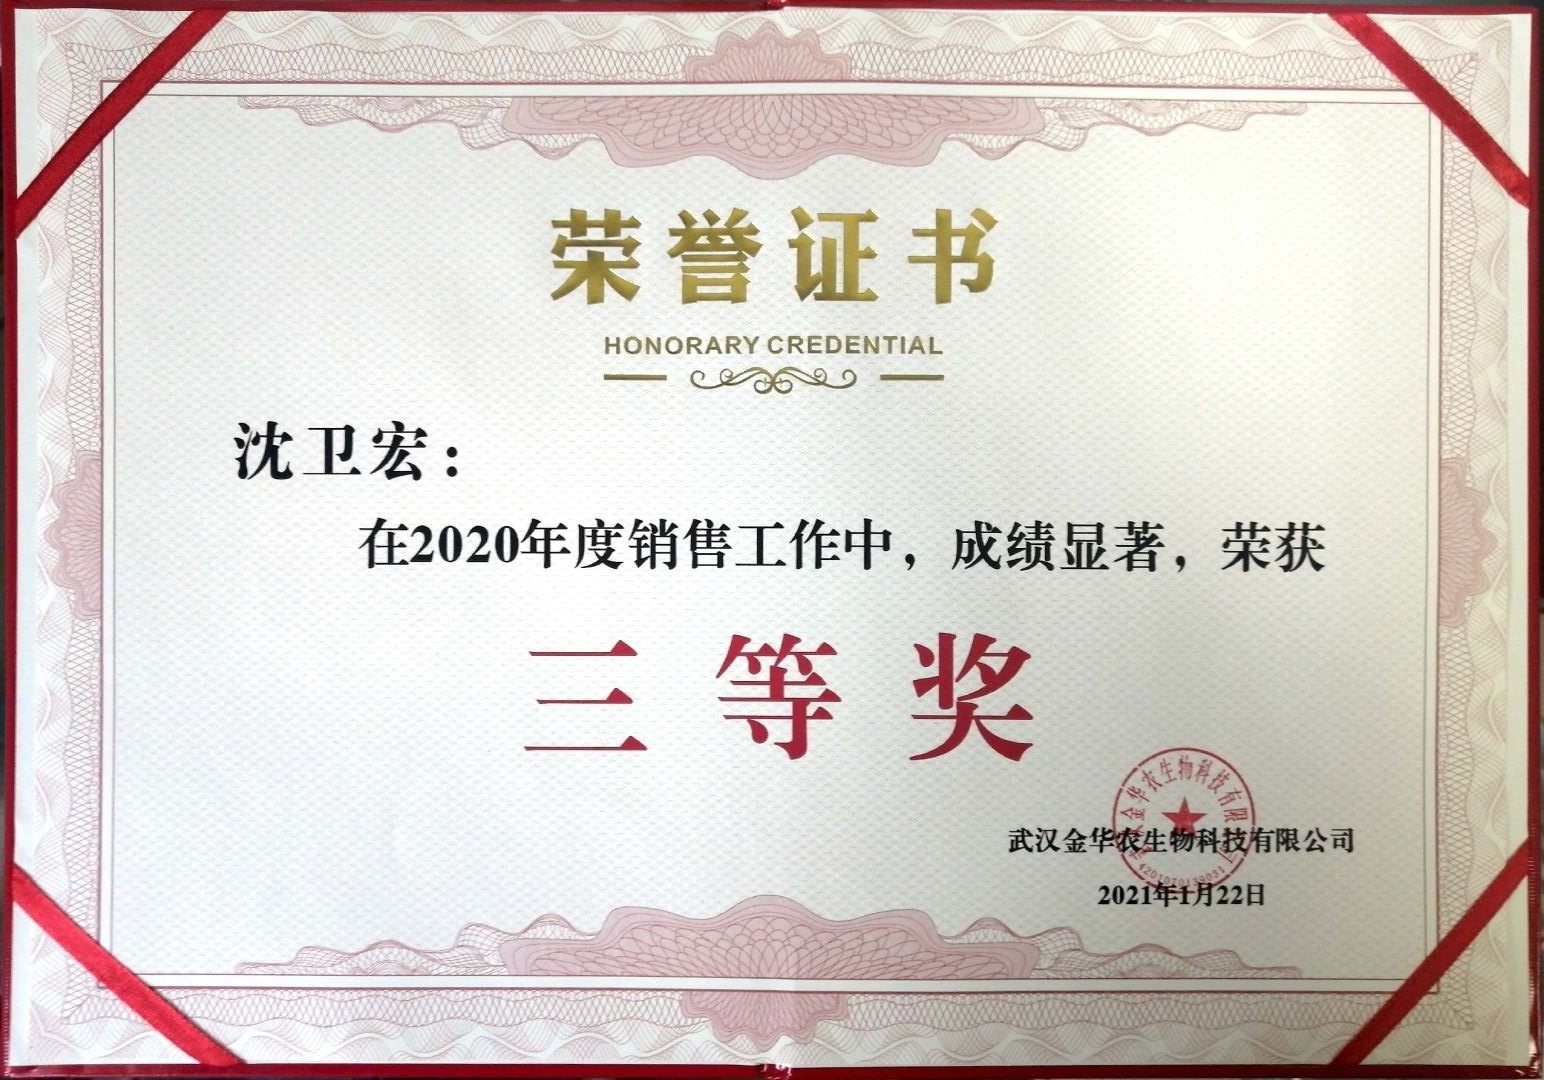 荣誉证书
HONORARY CREDENTIAL
沈卫宏：
在2020年度销售工作中，成绩显著，荣获
三等奖
武汉金华农生物科技有限公司
2021年1月22日